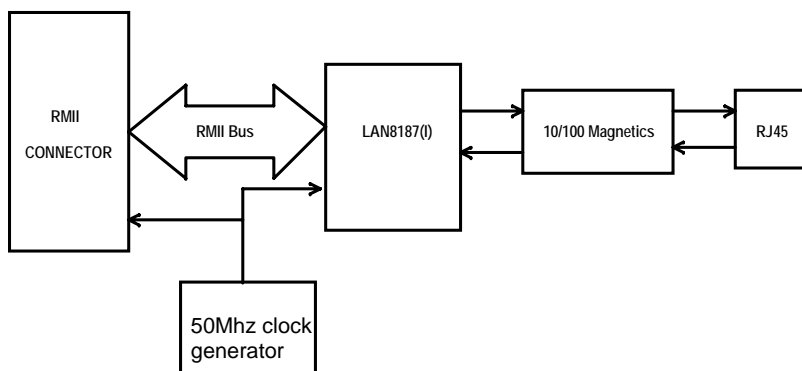 RMII
CONNECTOR
RMII Bus
LAN8187(I)
10/100 Magnetics
RJ45
50Mhz clock
generator